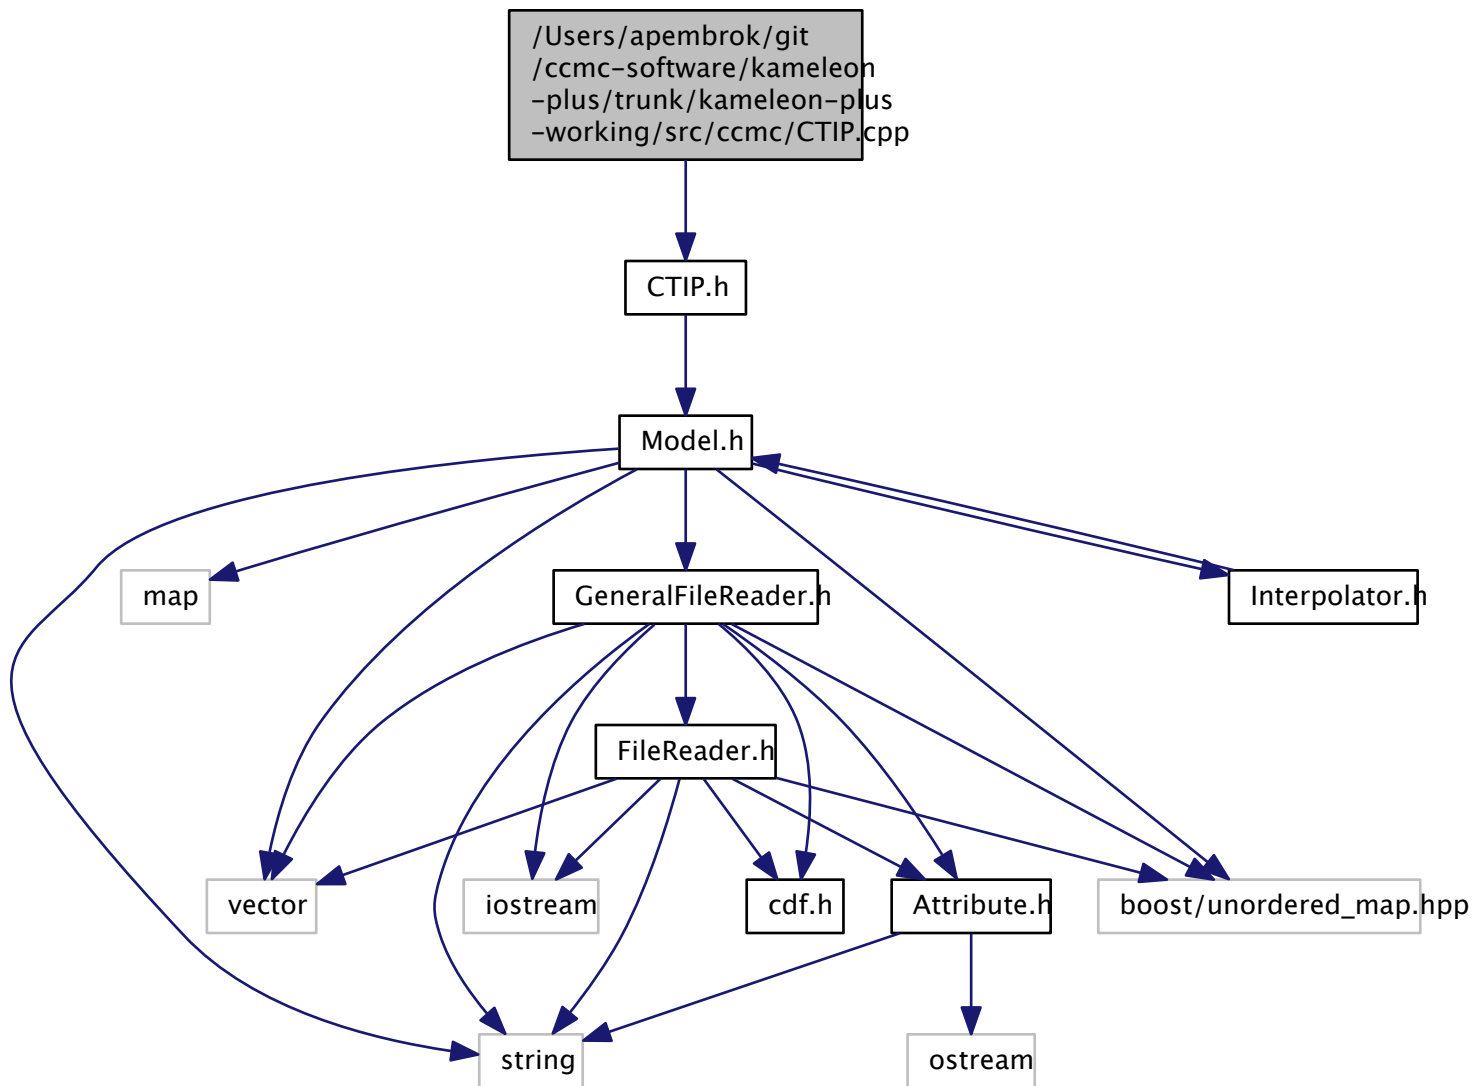 /Users/apembrok/git
/ccmc-software/kameleon
-plus/trunk/kameleon-plus
-working/src/ccmc/CTIP.cpp
CTIP.h
Model.h
map
GeneralFileReader.h
Interpolator.h
FileReader.h
vector
iostream
cdf.h
Attribute.h
boost/unordered_map.hpp
string
ostream